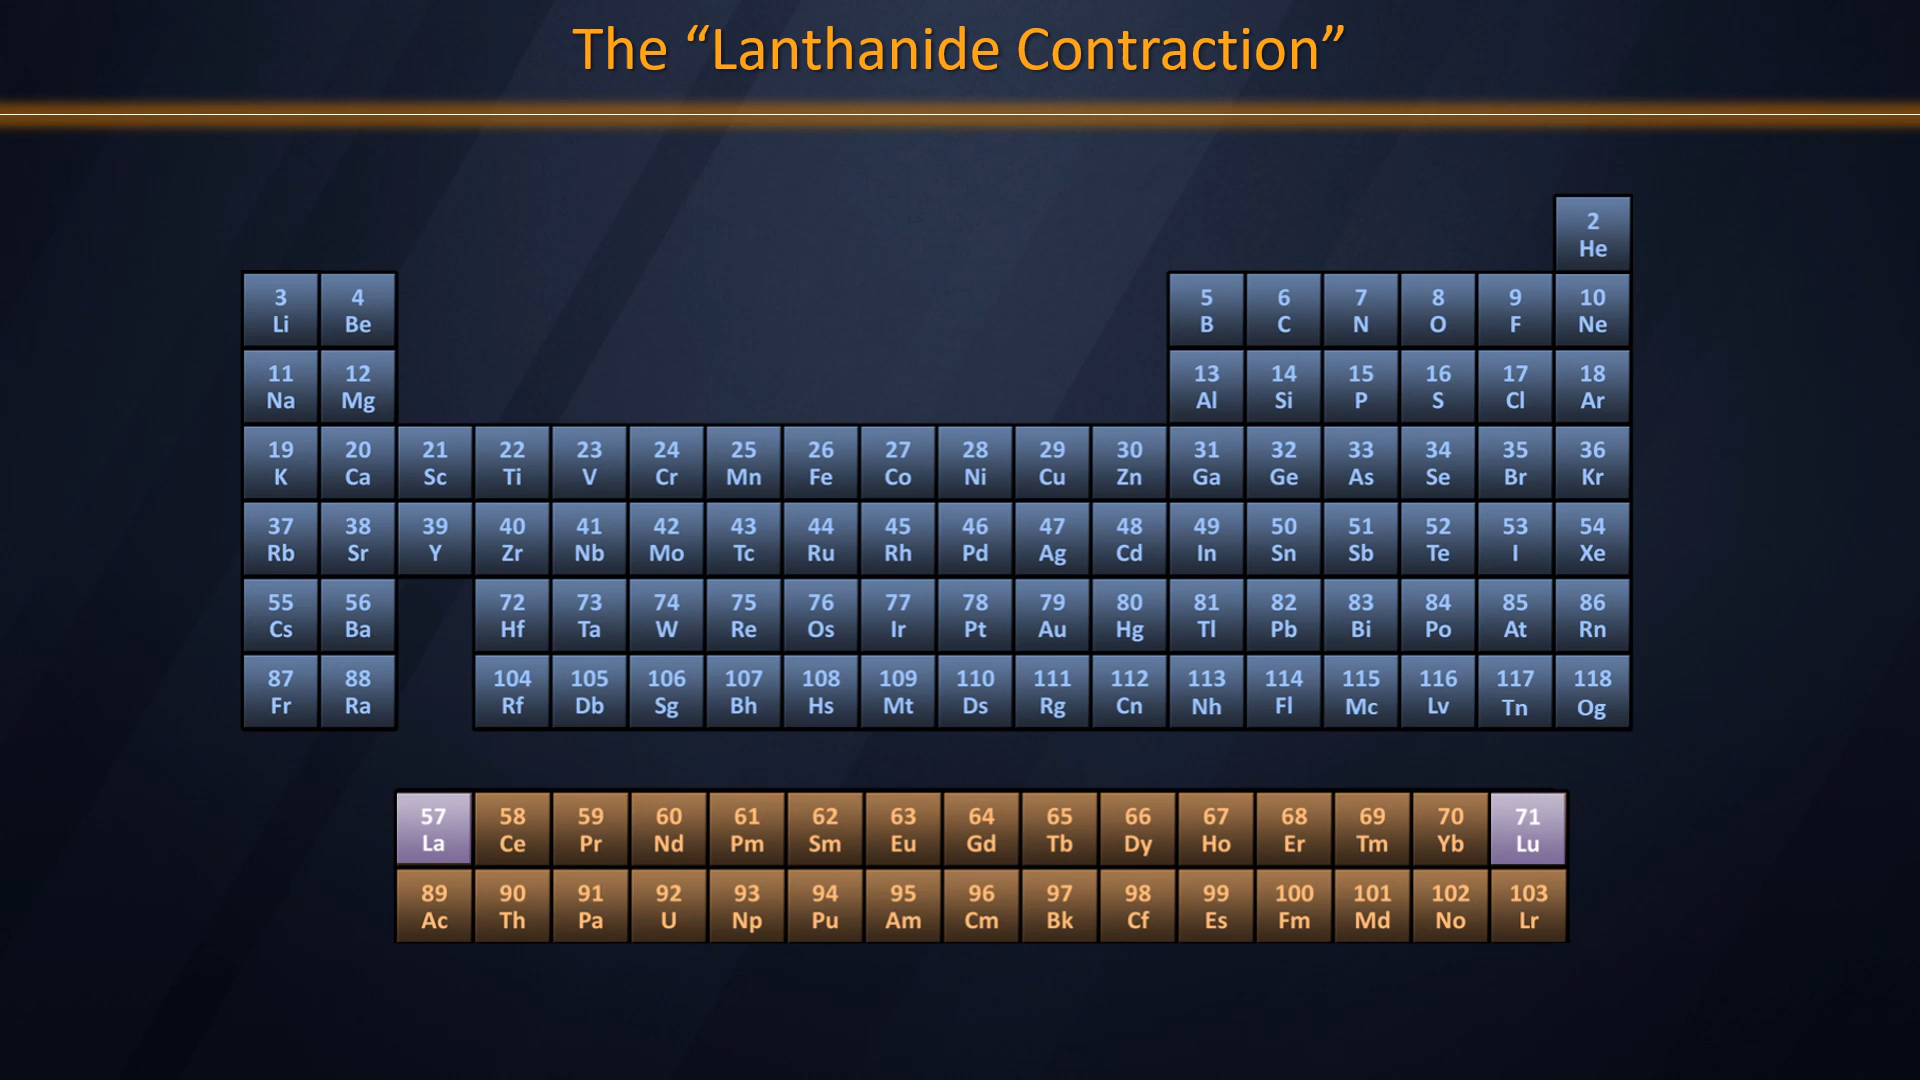 The “Lanthanide Contraction”
2
He
3 4 5 6 7 8 9 10
Li Be B C N O F Ne
11 12 13 14 15 16 17 18
Na Mg Al Si P S Cl Ar
19 20 21 22 23 24 25 26 27 28 29 30 31 32 33 34 35 36
K Ca Sc Ti V Cr Mn Fe Co Ni Cu Zn Ga Ge As Se Br Kr
37 38 39 40 41 42 43 44 45 46 47 48 49 50 51 52 53 54
Rb Sr Y Zr Nb Mo Tc Ru Rh Pd Ag Cd In Sn Sb Te I Xe
55 56 72 73 74 75 76 77 78 79 80 81 82 83 84 85 86
Cs Ba Hf Ta W Re Os Ir Pt Au Hg Tl Pb Bi Po At Rn
87 88 104 105 106 107 108 109 110 111 112 113 114 115 116 117 118
Fr Ra Rf Db Sg Bh Hs Mt Ds Rg Cn Nh Fl Mc Lv Tn Og
57 58 59 60 61 62 63 64 65 66 67 68 69 70 71
La Ce Pr Nd Pm Sm Eu Gd Tb Dy Ho Er Tm Yb Lu
89 90 91 92 93 94 95 96 97 98 99 100 101 102 103
Ac Th Pa U Np Pu Am Cm Bk Cf Es Fm Md No Lr